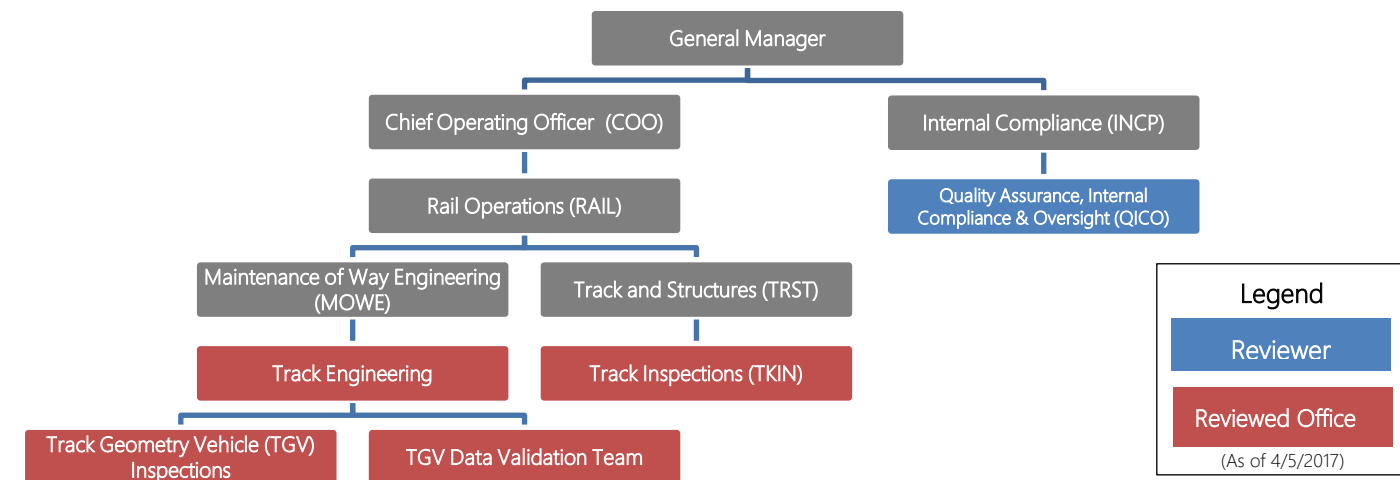 General Manager
Chief Operating Officer (COO)
Internal Compliance (INCP)
Rail Operations (RAIL)
Quality Assurance, Internal
Compliance & Oversight (QICO)
Maintenance of Way Engineering
(MOWE)
Track and Structures (TRST)
Legend
Reviewer
Track Engineering
Track Inspections (TKIN)
Reviewed Office
(As of 4/5/2017)
Track Geometry Vehicle (TGV)
Inspections
TGV Data Validation Team